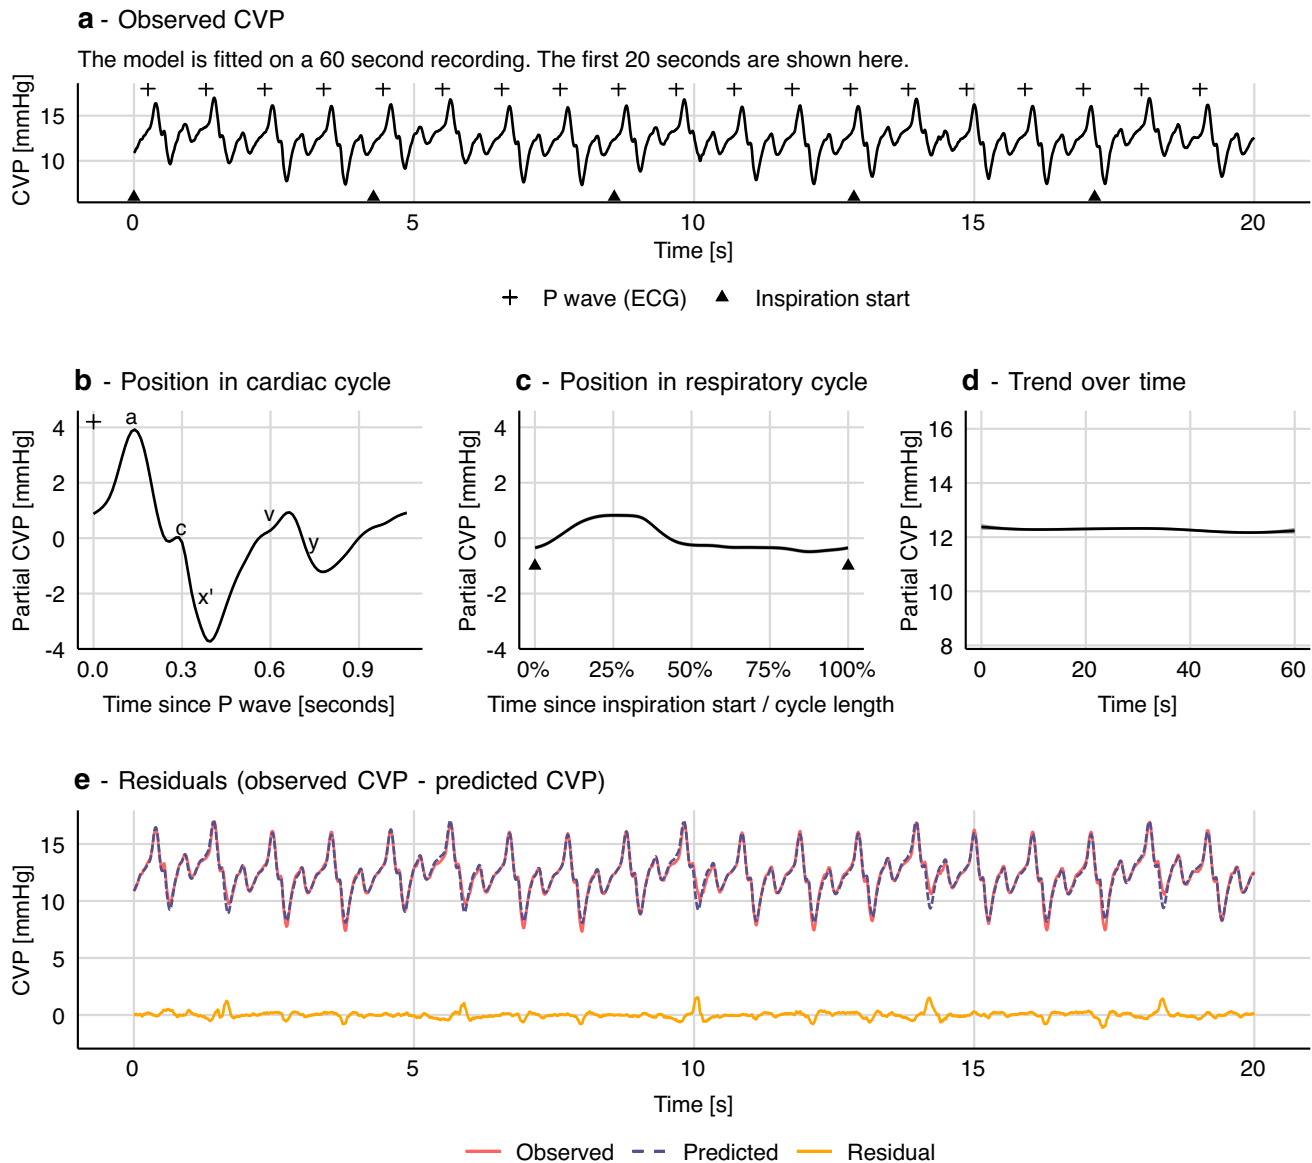 a - Observed CVP
The model is fitted on a 60 second recording. The first 20 seconds are shown here.
CVP [mmHg]
15
10
0 5 10 15 20
Time [s]
P wave (ECG) Inspiration start
b - Position in cardiac cycle
Partial CVP [mmHg]
4
2
0
-2
-4
a
c
x'
v
y
0.0 0.3 0.6 0.9
Time since P wave [seconds]
c - Position in respiratory cycle
Partial CVP [mmHg]
4
2
0
-2
-4
0% 25% 50% 75% 100%
Time since inspiration start / cycle length
d - Trend over time
Partial CVP [mmHg]
16
14
12
10
8
0 20 40 60
Time [s]
e - Residuals (observed CVP - predicted CVP)
CVP [mmHg]
15
10
5
0
0 5 10 15 20
Time [s]
Observed Predicted Residual